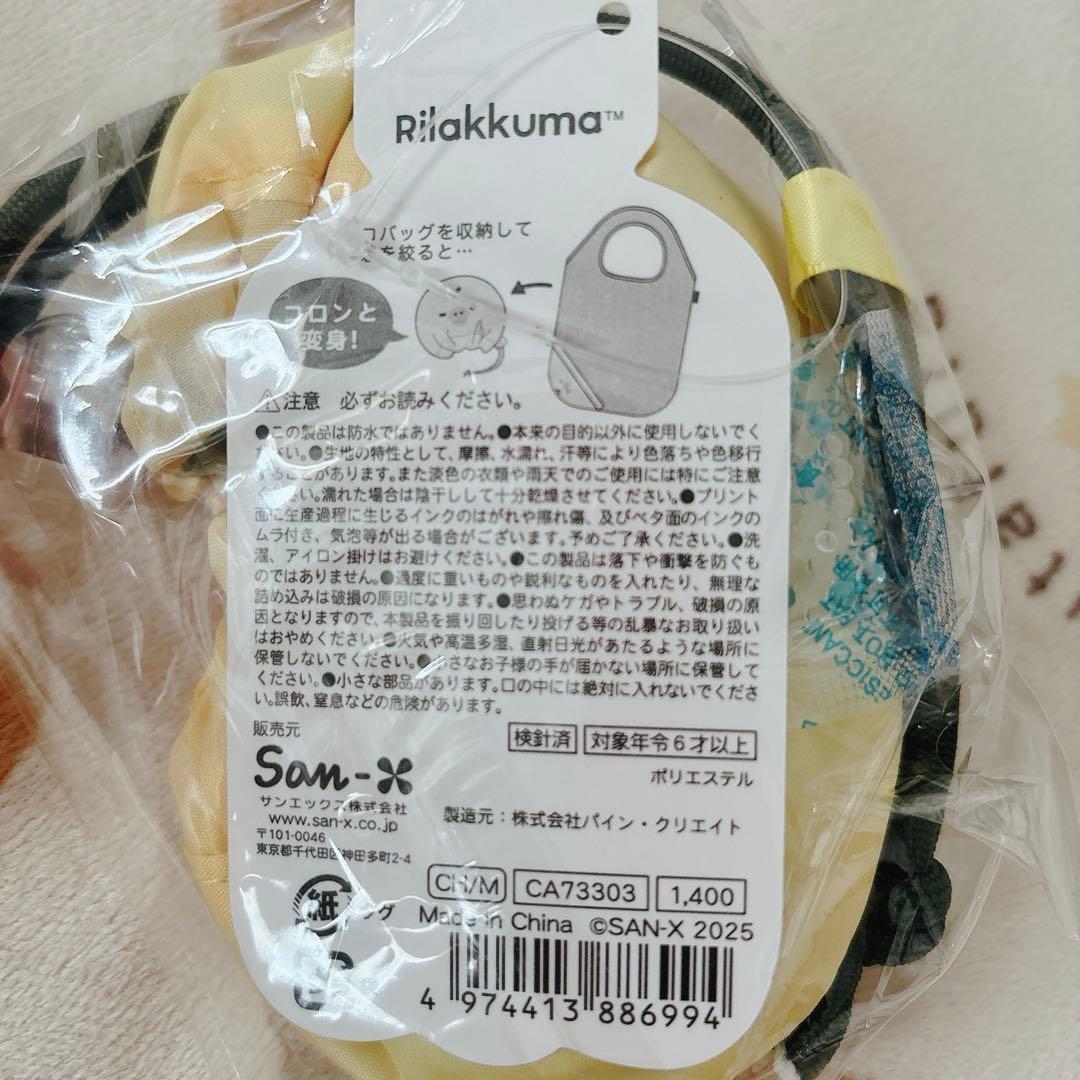 Rilakkuma™
コバッグを収納して
を絞ると…
コロンと
変身!
⚠注意 必ずお読みください。
●この製品は防水ではありません。●本来の目的以外に使用しないでく
ださい。●生地の特性として、摩擦、水濡れ、汗等により色落ちや色移行
することがあります。また淡色の衣類や雨天でのご使用には特にご注意
ください。濡れた場合は陰干しして十分乾燥させてください。●プリント
面に生産過程に生じるインクのはがれや擦れ傷、及びベタ面のインクの
ムラ付き、気泡等が出る場合がございます。予めご了承ください。●洗
濯、アイロン掛けはお避けください。●この製品は落下や衝撃を防ぐも
のではありません。●過度に重いものや鋭利なものを入れたり、無理な
詰め込みは破損の原因になります。●思わぬケガやトラブル、破損の原
因となりますので、本製品を振り回したり投げる等の乱暴なお取り扱い
はおやめください。●火気や高温多湿、直射日光があたるような場所に
保管しないでください。●小さなお子様の手が届かない場所に保管して
ください。●小さな部品があります。口の中には絶対に入れないでくださ
い。誤飲、窒息などの危険があります。
検針済 対象年令6才以上
ポリエステル
販売元
San-X
サンエックス株式会社
www.san-x.co.jp
〒101-0046
東京都千代田区神田多町2-4
製造元:株式会社パイン・クリエイト
CH/M CA73303 1,400
紙 タグ
Made in China ©SAN-X 2025
4 974413 886994